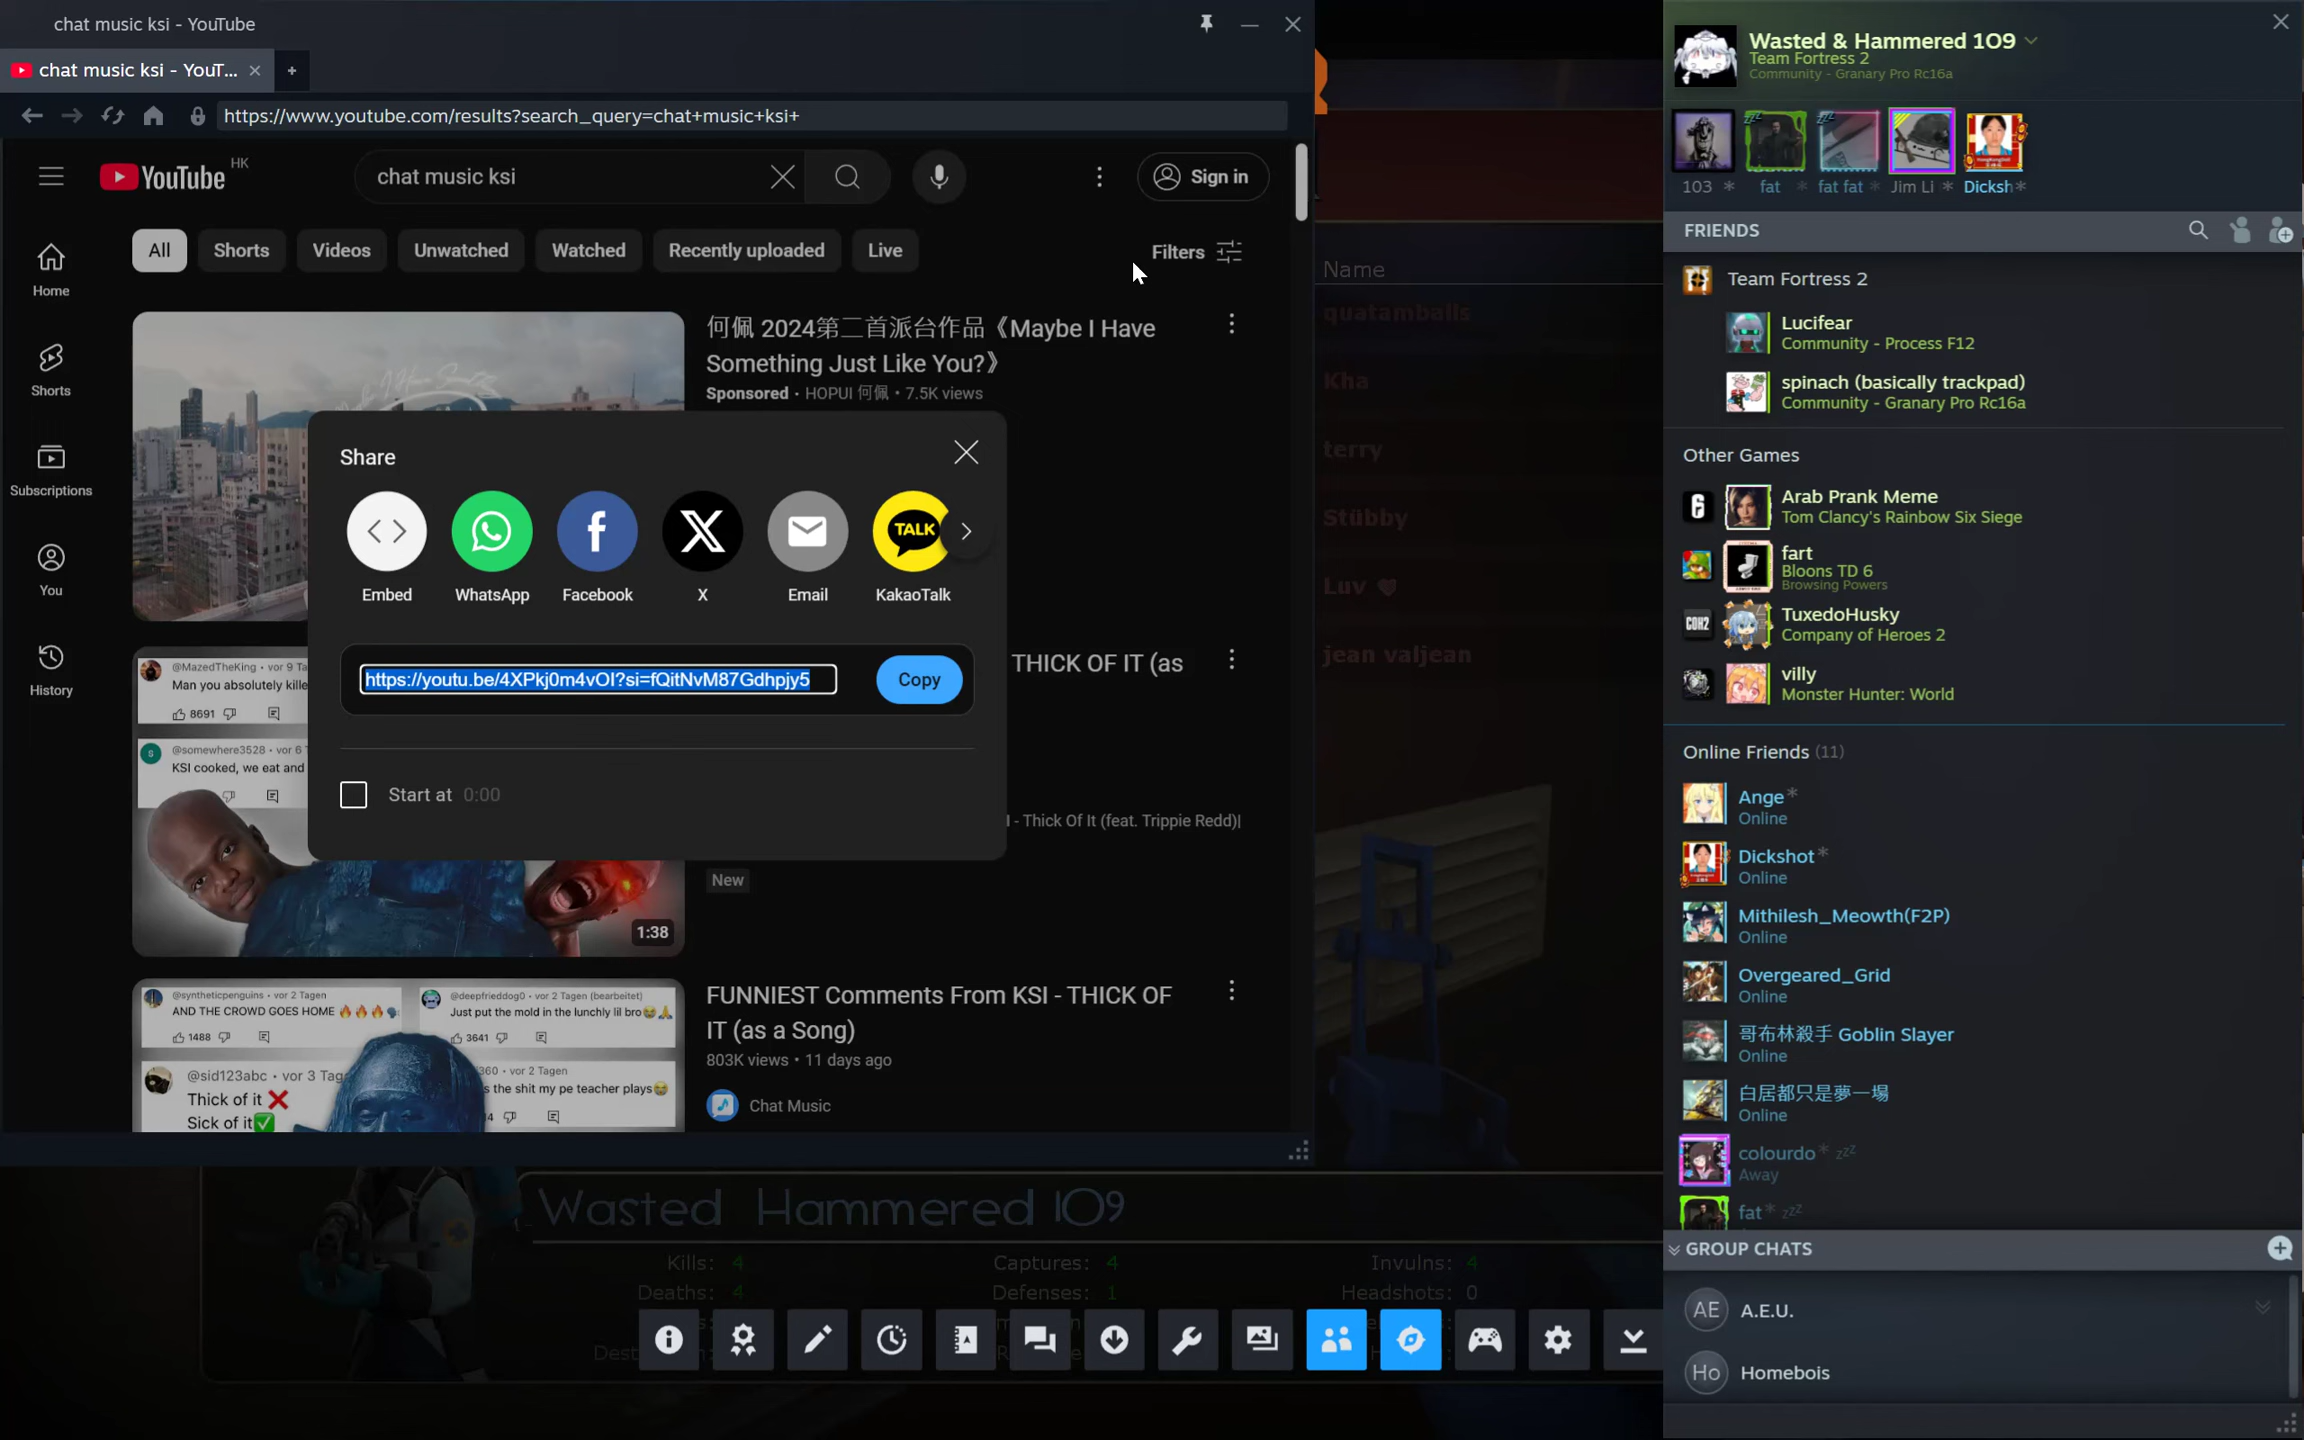 chat music ksi - YouTube
chat music ksi - YouT...
https://www.youtube.com/results?search_query=chat+music+ksi+
YouTube HK
chat music ksi
Sign in
All
Shorts
Videos
Unwatched
Watched
Recently uploaded
Live
Filters
Home
Shorts
Subscriptions
You
History
何佩 2024第二首派台作品《Maybe I Have
Something Just Like You?》
Sponsored • HOPUI 何佩 • 7.5K views
Share
Embed
WhatsApp
Facebook
X
Email
TALK
KakaoTalk
https://youtu.be/4XPkj0m4vOI?si=fQitNvM87Gdhpjy5
Copy
Start at 0:00
THICK OF IT (as
- Thick Of It (feat. Trippie Redd)|
New
@MazedTheKing • vor 9 Ta
Man you absolutely kille
8691
@somewhere3528 • vor 6 T
KSI cooked, we eat and
1:38
FUNNIEST Comments From KSI - THICK OF
IT (as a Song)
803K views • 11 days ago
Chat Music
@syntheticpenguins • vor 2 Tagen
AND THE CROWD GOES HOME 🔥🔥🔥
1488
@deepfrieddog0 • vor 2 Tagen (bearbeitet)
Just put the mold in the lunchly lil bro😭🙏
3641
@sid123abc • vor 3 Tag
Thick of it ❌
Sick of it✅
360 • vor 2 Tagen
s the shit my pe teacher plays😭
Name
quatamballs
Kha
terry
Stübby
Luv
jean valjean
Wasted Hammered 1O9
Kills: 4
Deaths: 4
Captures: 4
Defenses: 1
Invulns: 4
Headshots: 0
Wasted & Hammered 1O9
Team Fortress 2
Community - Granary Pro Rc16a
103 *
fat *
fat fat *
Jim Li *
Dicksh*
FRIENDS
Team Fortress 2
Lucifear
Community - Process F12
spinach (basically trackpad)
Community - Granary Pro Rc16a
Other Games
Arab Prank Meme
Tom Clancy's Rainbow Six Siege
fart
Bloons TD 6
Browsing Powers
COH2
TuxedoHusky
Company of Heroes 2
villy
Monster Hunter: World
Online Friends (11)
Ange *
Online
Dickshot *
Online
Mithilesh_Meowth(F2P)
Online
Overgeared_Grid
Online
哥布林殺手 Goblin Slayer
Online
白居都只是夢一場
Online
colourdo * zzz
Away
fat * zzz
GROUP CHATS
AE A.E.U.
Ho Homebois